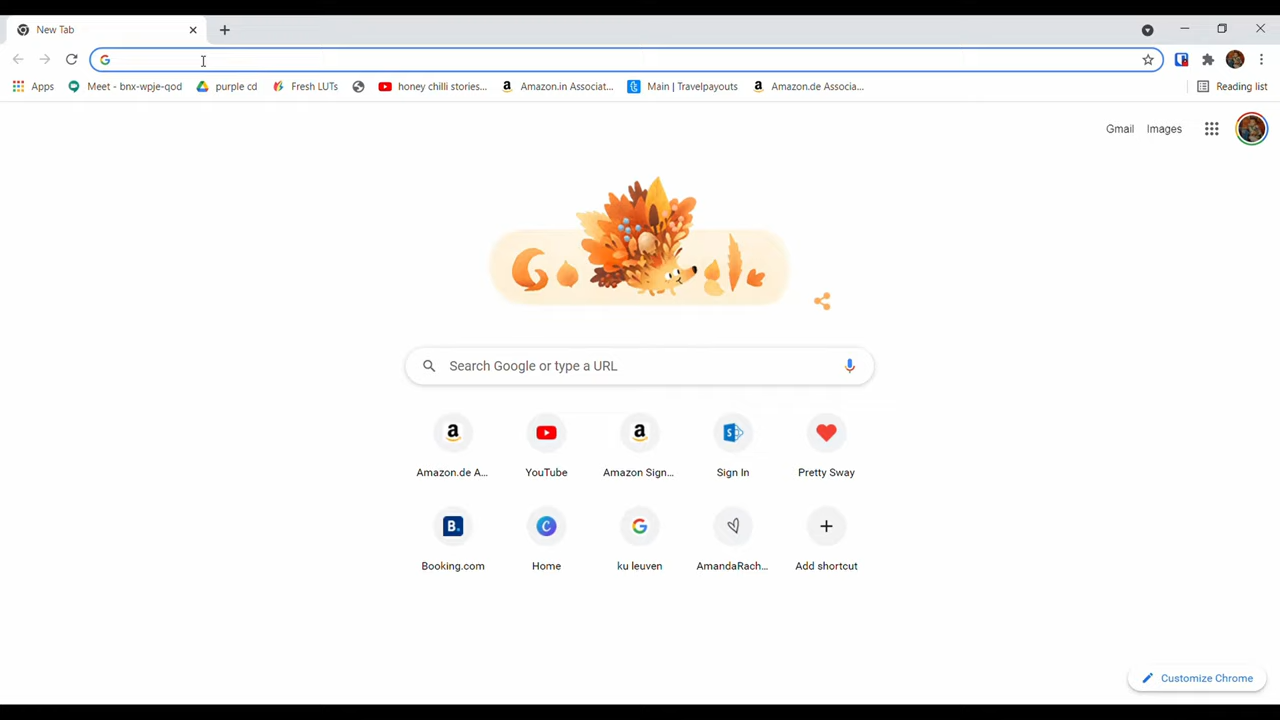 New Tab
Apps Meet - bnx-wpje-qod purple cd Fresh LUTs honey chilli stories... Amazon.in Associat... Main | Travelpayouts Amazon.de Associa... Reading list
Gmail Images
Search Google or type a URL
Amazon.de A... YouTube Amazon Sign... Sign In Pretty Sway
Booking.com Home ku leuven AmandaRach... Add shortcut
Customize Chrome